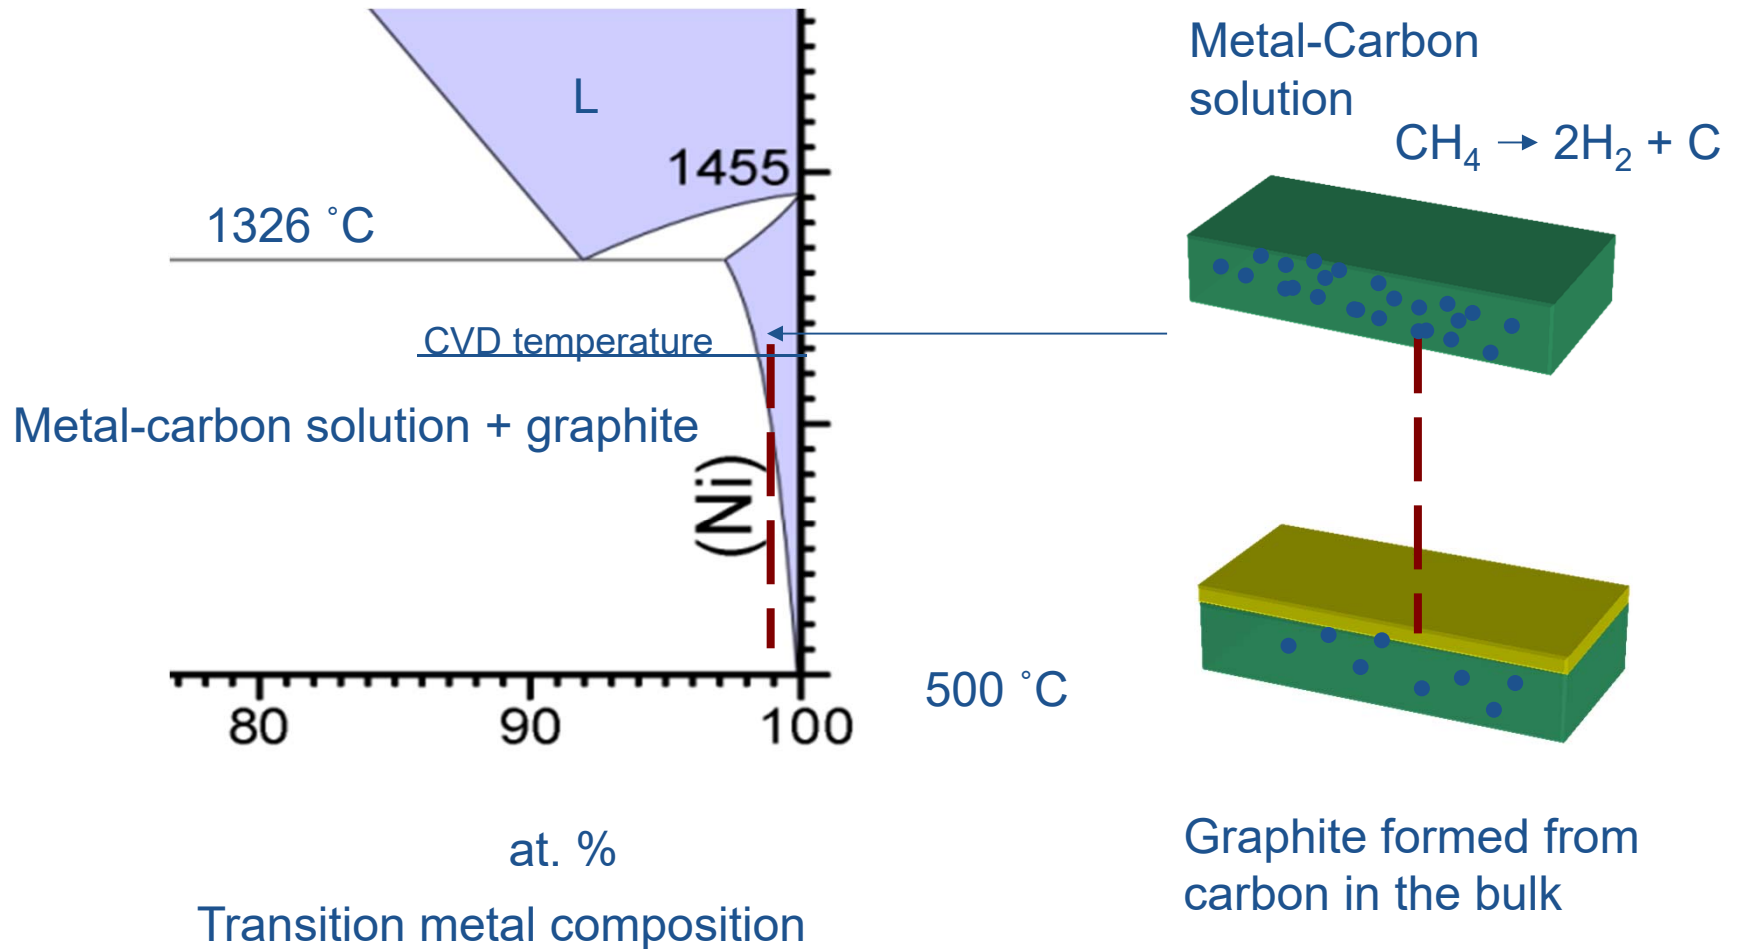 L
1455
1326 ˚C
CVD temperature
Metal-carbon solution + graphite
(Ni)
80
90
100
500 ˚C
at. %
Transition metal composition
Metal-Carbon
solution
CH₄ → 2H₂ + C
Graphite formed from
carbon in the bulk